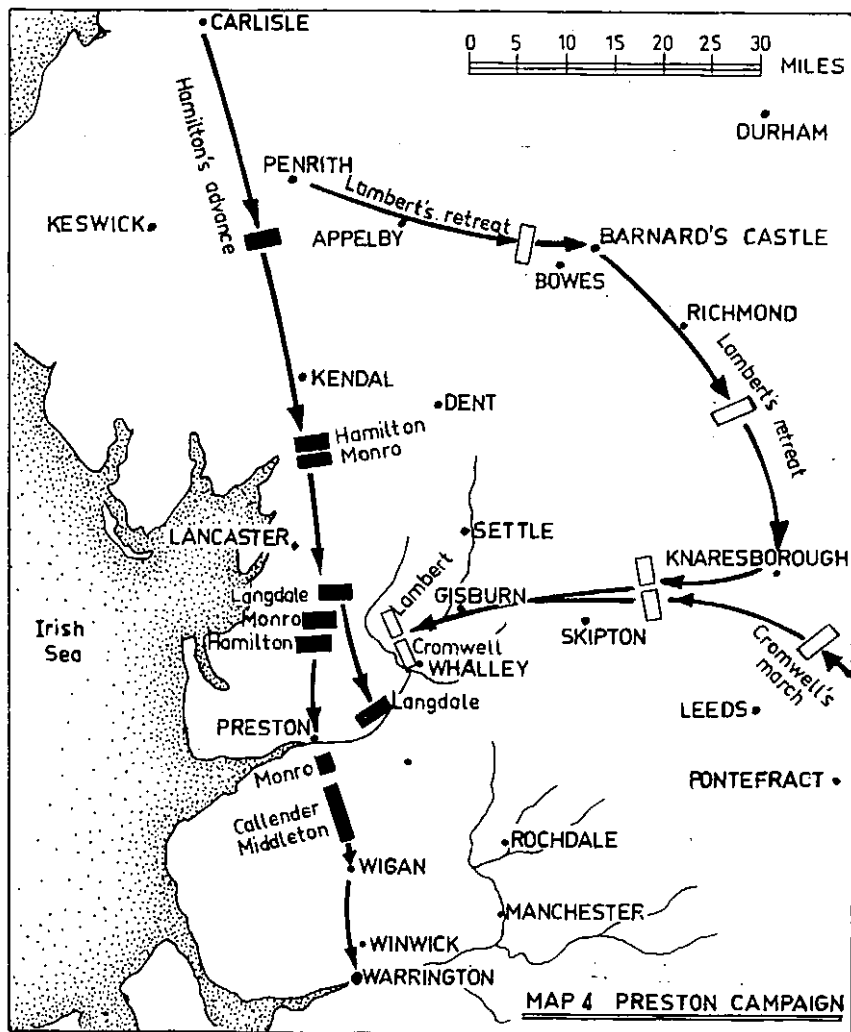 CARLISLE
0 5 10 15 20 25 30
MILES
DURHAM
Hamilton's advance
PENRITH
Lambert's retreat
KESWICK
APPELBY
BARNARD'S CASTLE
BOWES
RICHMOND
Lambert's retreat
KENDAL
DENT
Hamilton
Monro
LANCASTER
SETTLE
KNARESBOROUGH
Langdale
Monro
Hamilton
Lambert
GISBURN
SKIPTON
Irish
Sea
Cromwell
WHALLEY
Cromwell's
march
Langdale
LEEDS
PRESTON
Monro
PONTEFRACT
Callender
Middleton
ROCHDALE
WIGAN
MANCHESTER
WINWICK
WARRINGTON
MAP 4 PRESTON CAMPAIGN